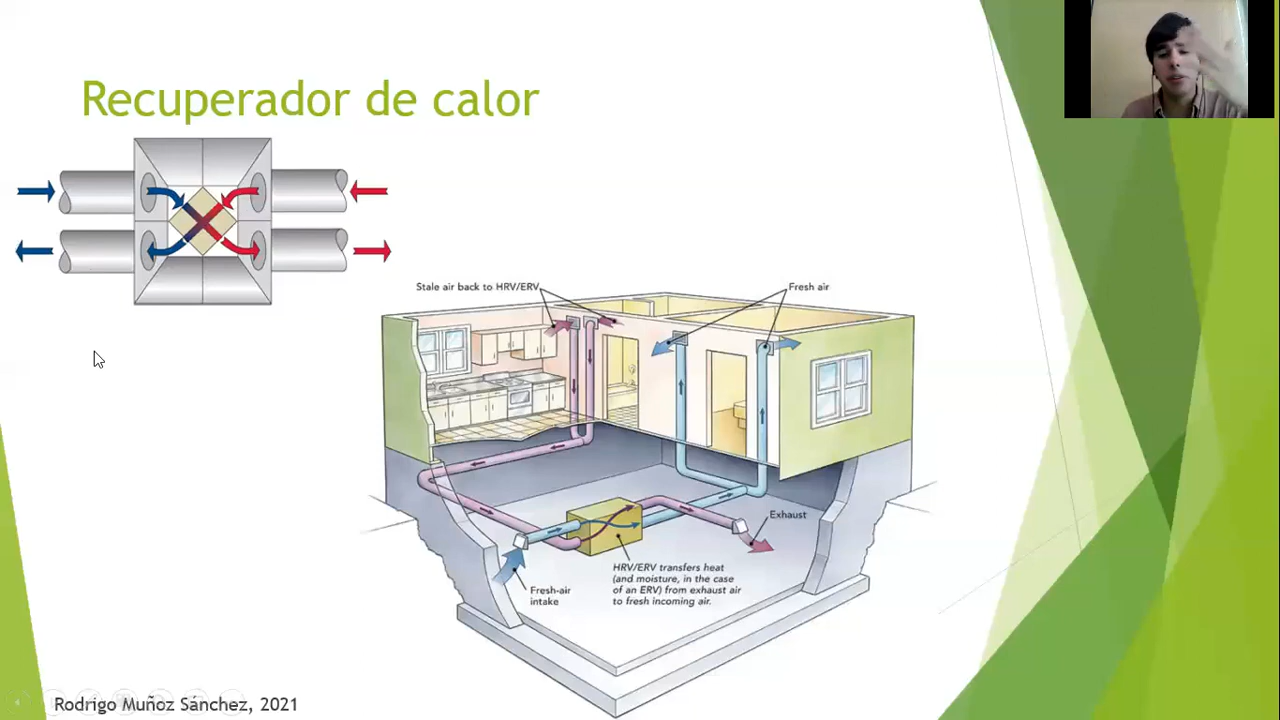 Recuperador de calor
Stale air back to HRV/ERV
Fresh air
Exhaust
HRV/ERV transfers heat
(and moisture, in the case
of an ERV) from exhaust air
to fresh incoming air.
Fresh-air
intake
Rodrigo Muñoz Sánchez, 2021